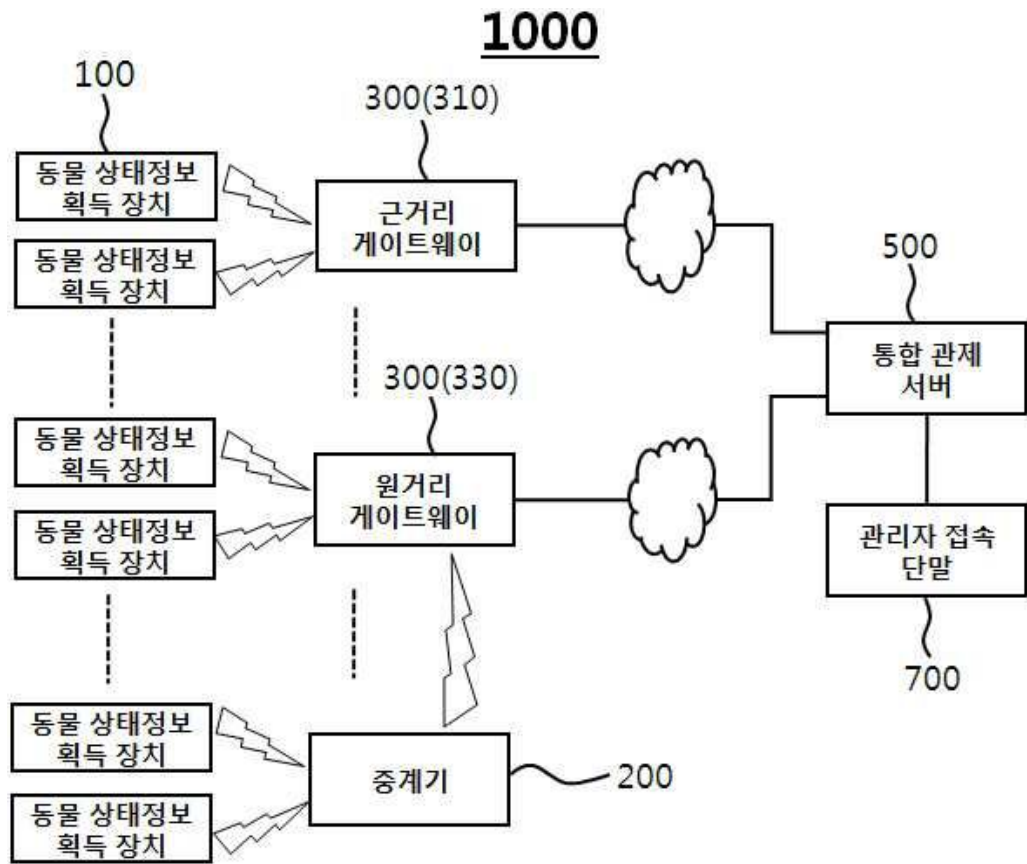 1000
100
300(310)
동물 상태정보
획득 장치
근거리
게이트웨이
동물 상태정보
획득 장치
500
통합 관제
서버
300(330)
동물 상태정보
획득 장치
원거리
게이트웨이
동물 상태정보
획득 장치
관리자 접속
단말
700
동물 상태정보
획득 장치
중계기
200
동물 상태정보
획득 장치